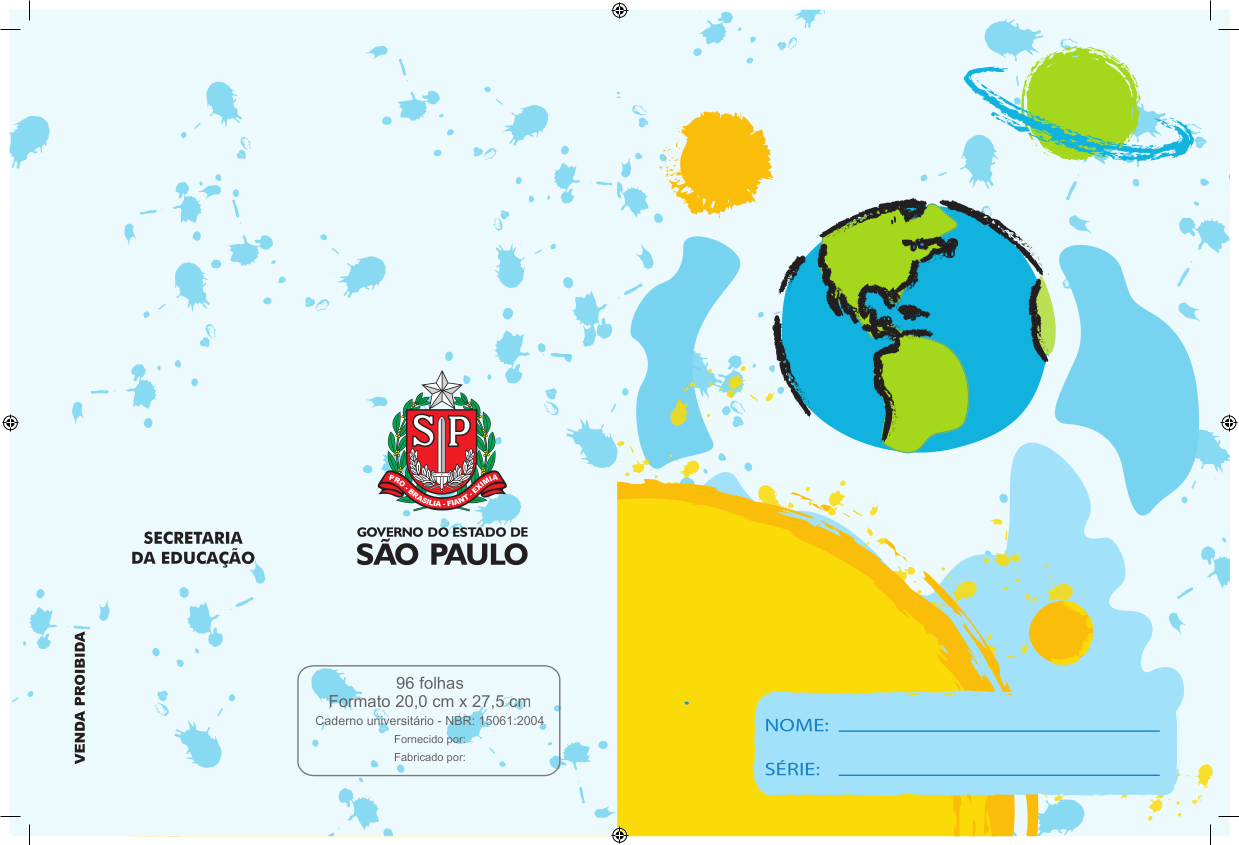 SP
PRO - BRASILIA - FIANT - EXIMIA
SECRETARIA
DA EDUCAÇÃO
GOVERNO DO ESTADO DE
SÃO PAULO
VENDA PROIBIDA
96 folhas
Formato 20,0 cm x 27,5 cm
Caderno universitário - NBR: 15061:2004
Fornecido por:
Fabricado por:
NOME:
SÉRIE: